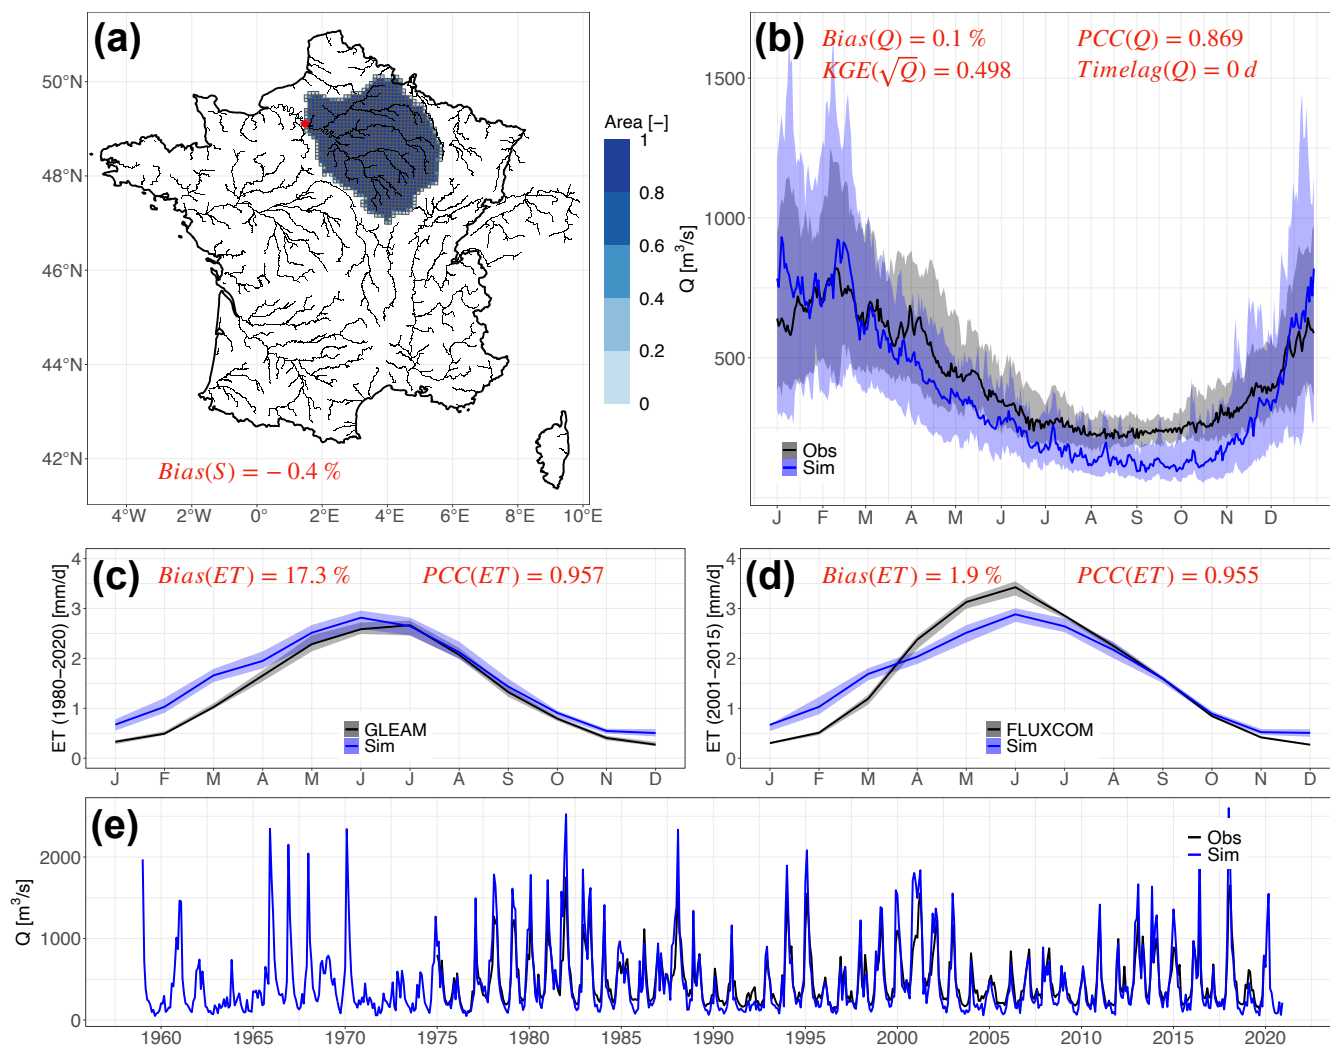 (a)
50°N
48°N
46°N
44°N
42°N
4°W 2°W 0° 2°E 4°E 6°E 8°E 10°E
Bias(S) = − 0.4 %
Area [−]
1
0.8
0.6
0.4
0.2
0
(b)
Bias(Q) = 0.1 % PCC(Q) = 0.869
KGE(√Q) = 0.498 Timelag(Q) = 0 d
Q [m³/s]
1500
1000
500
Obs
Sim
J F M A M J J A S O N D
(c)
Bias(ET) = 17.3 % PCC(ET) = 0.957
ET (1980−2020) [mm/d]
4
3
2
1
0
GLEAM
Sim
J F M A M J J A S O N D
(d)
Bias(ET) = 1.9 % PCC(ET) = 0.955
ET (2001−2015) [mm/d]
4
3
2
1
0
FLUXCOM
Sim
J F M A M J J A S O N D
(e)
Q [m³/s]
2000
1000
0
Obs
Sim
1960 1965 1970 1975 1980 1985 1990 1995 2000 2005 2010 2015 2020